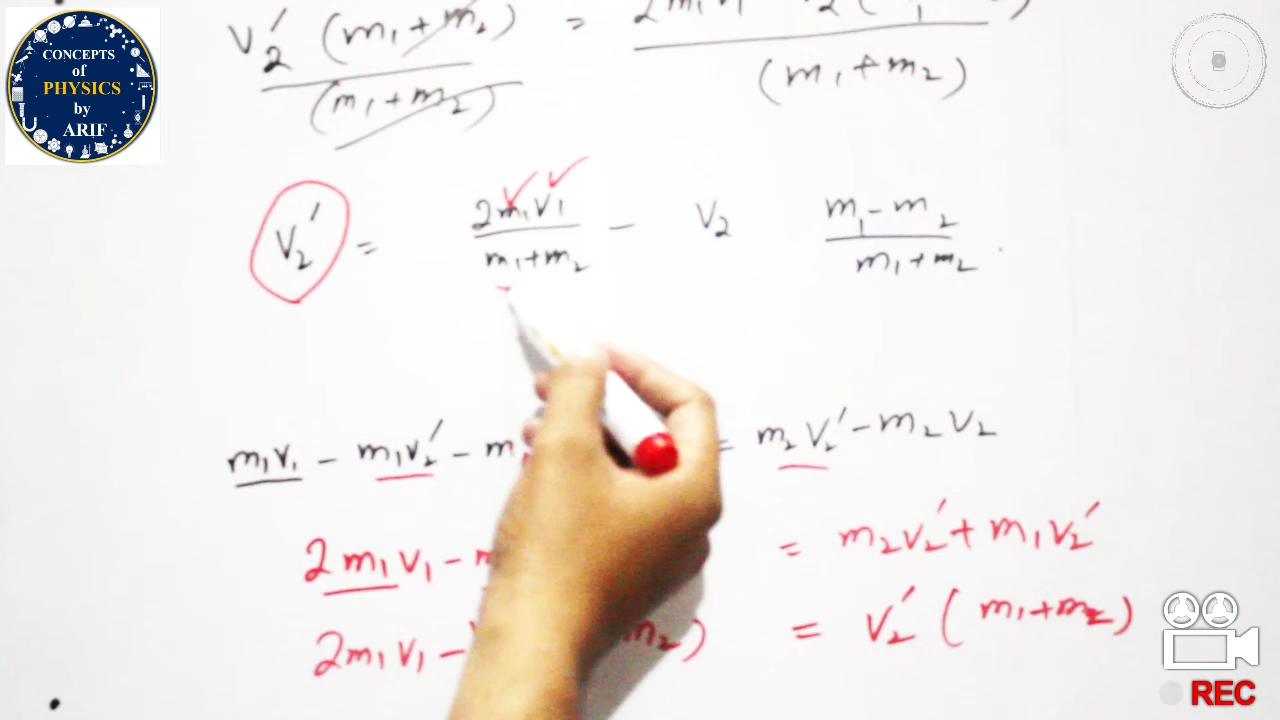 CONCEPTS
of
PHYSICS
by
ARIF
V₂′ (m₁+m₂) =
(m₁+m₂) (m₁+m₂)
V₂′ = 2m₁V₁ / m₁+m₂ − V₂ m₁−m₂ / m₁+m₂
m₁V₁ − m₁V₂′ − m = m₂V₂′ − m₂V₂
2m₁V₁ − = m₂V₂′ + m₁V₂′
2m₁V₁ − m₂) = V₂′ (m₁+m₂)
REC